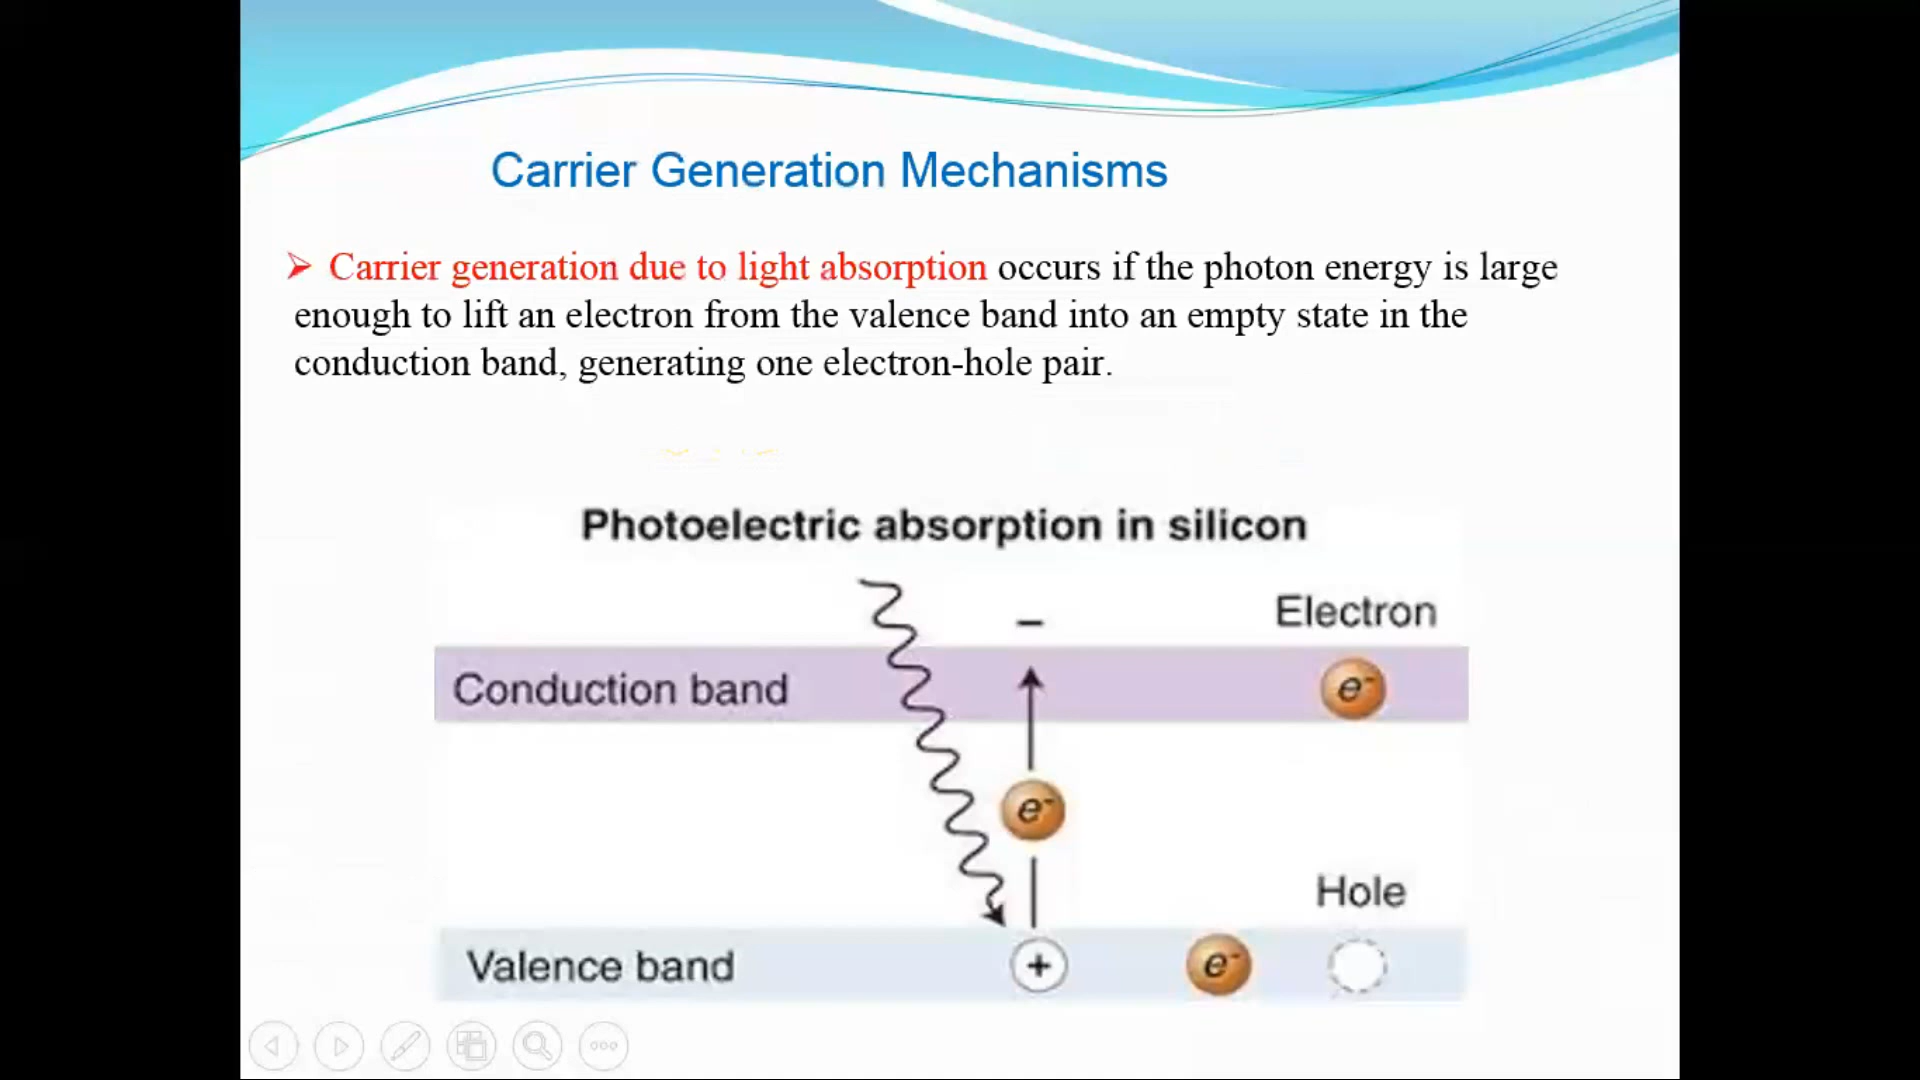 Carrier Generation Mechanisms
➢ Carrier generation due to light absorption occurs if the photon energy is large
enough to lift an electron from the valence band into an empty state in the
conduction band, generating one electron-hole pair.
Photoelectric absorption in silicon
−
Electron
Conduction band
e-
e-
Hole
Valence band
+
e-